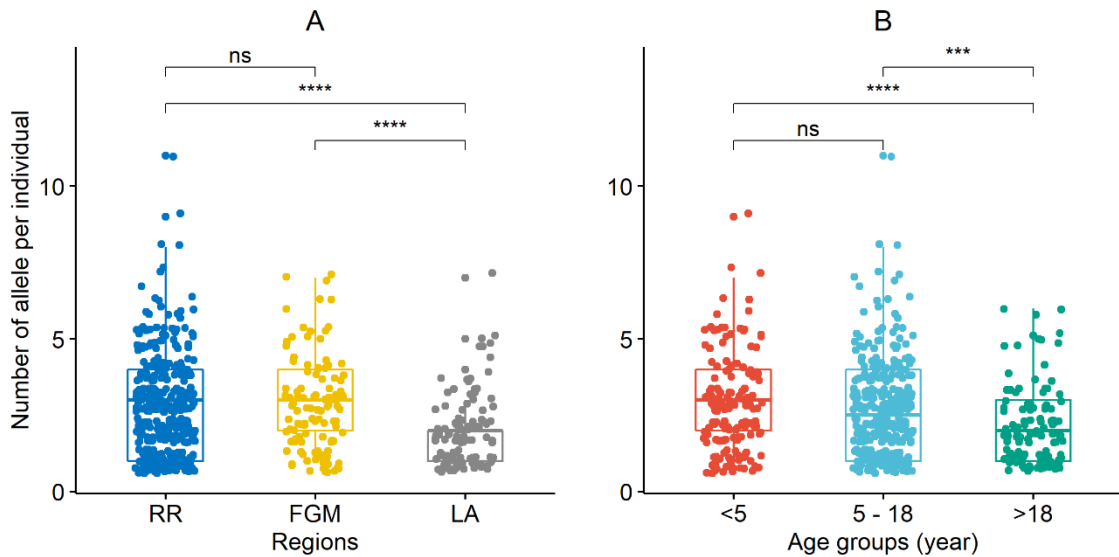 A
B
Number of allele per individual
ns
****
****
10
5
0
RR FGM LA
Regions
***
****
ns
10
5
0
<5 5 - 18 >18
Age groups (year)